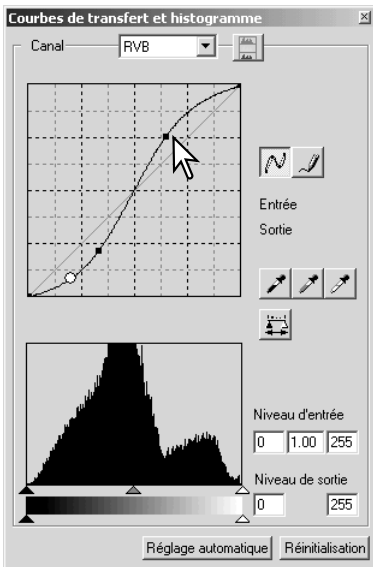 Courbes de transfert et histogramme
Canal RVB
Entrée
Sortie
Niveau d'entrée
0 1.00 255
Niveau de sortie
0 255
Réglage automatique Réinitialisation